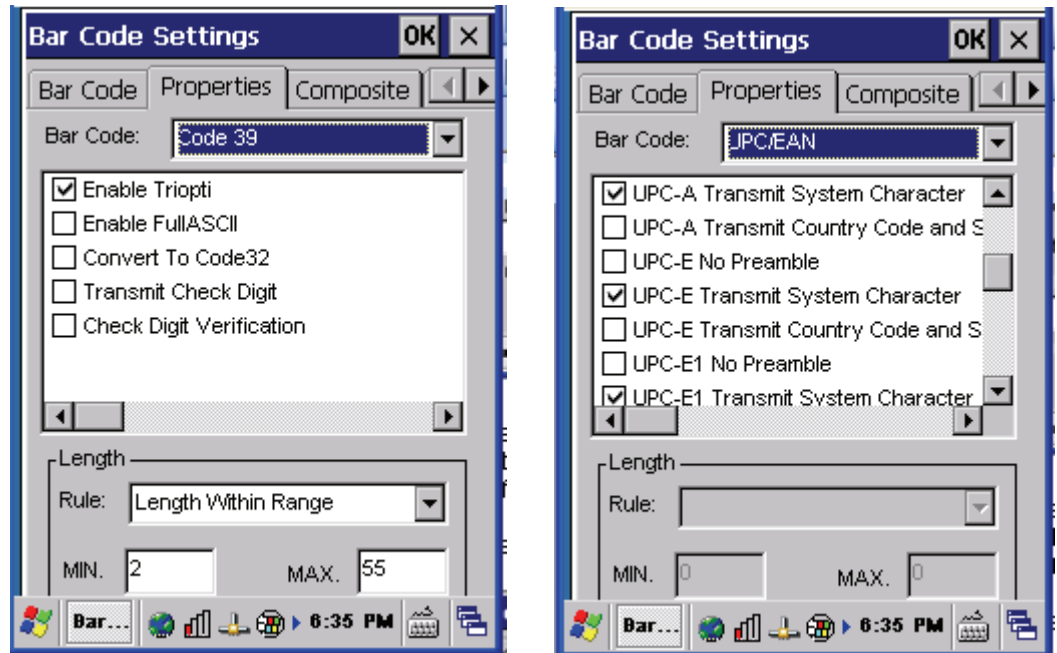 Bar Code Settings OK
Bar Code Properties Composite
Bar Code: Code 39
Enable Triopti
Enable FullASCII
Convert To Code32
Transmit Check Digit
Check Digit Verification
Length
Rule: Length Within Range
MIN. 2 MAX. 55
Bar... 6:35 PM
Bar Code Settings OK
Bar Code Properties Composite
Bar Code: UPC/EAN
UPC-A Transmit System Character
UPC-A Transmit Country Code and S
UPC-E No Preamble
UPC-E Transmit System Character
UPC-E Transmit Country Code and S
UPC-E1 No Preamble
UPC-E1 Transmit System Character
Length
Rule:
MIN. 0 MAX. 0
Bar... 6:35 PM